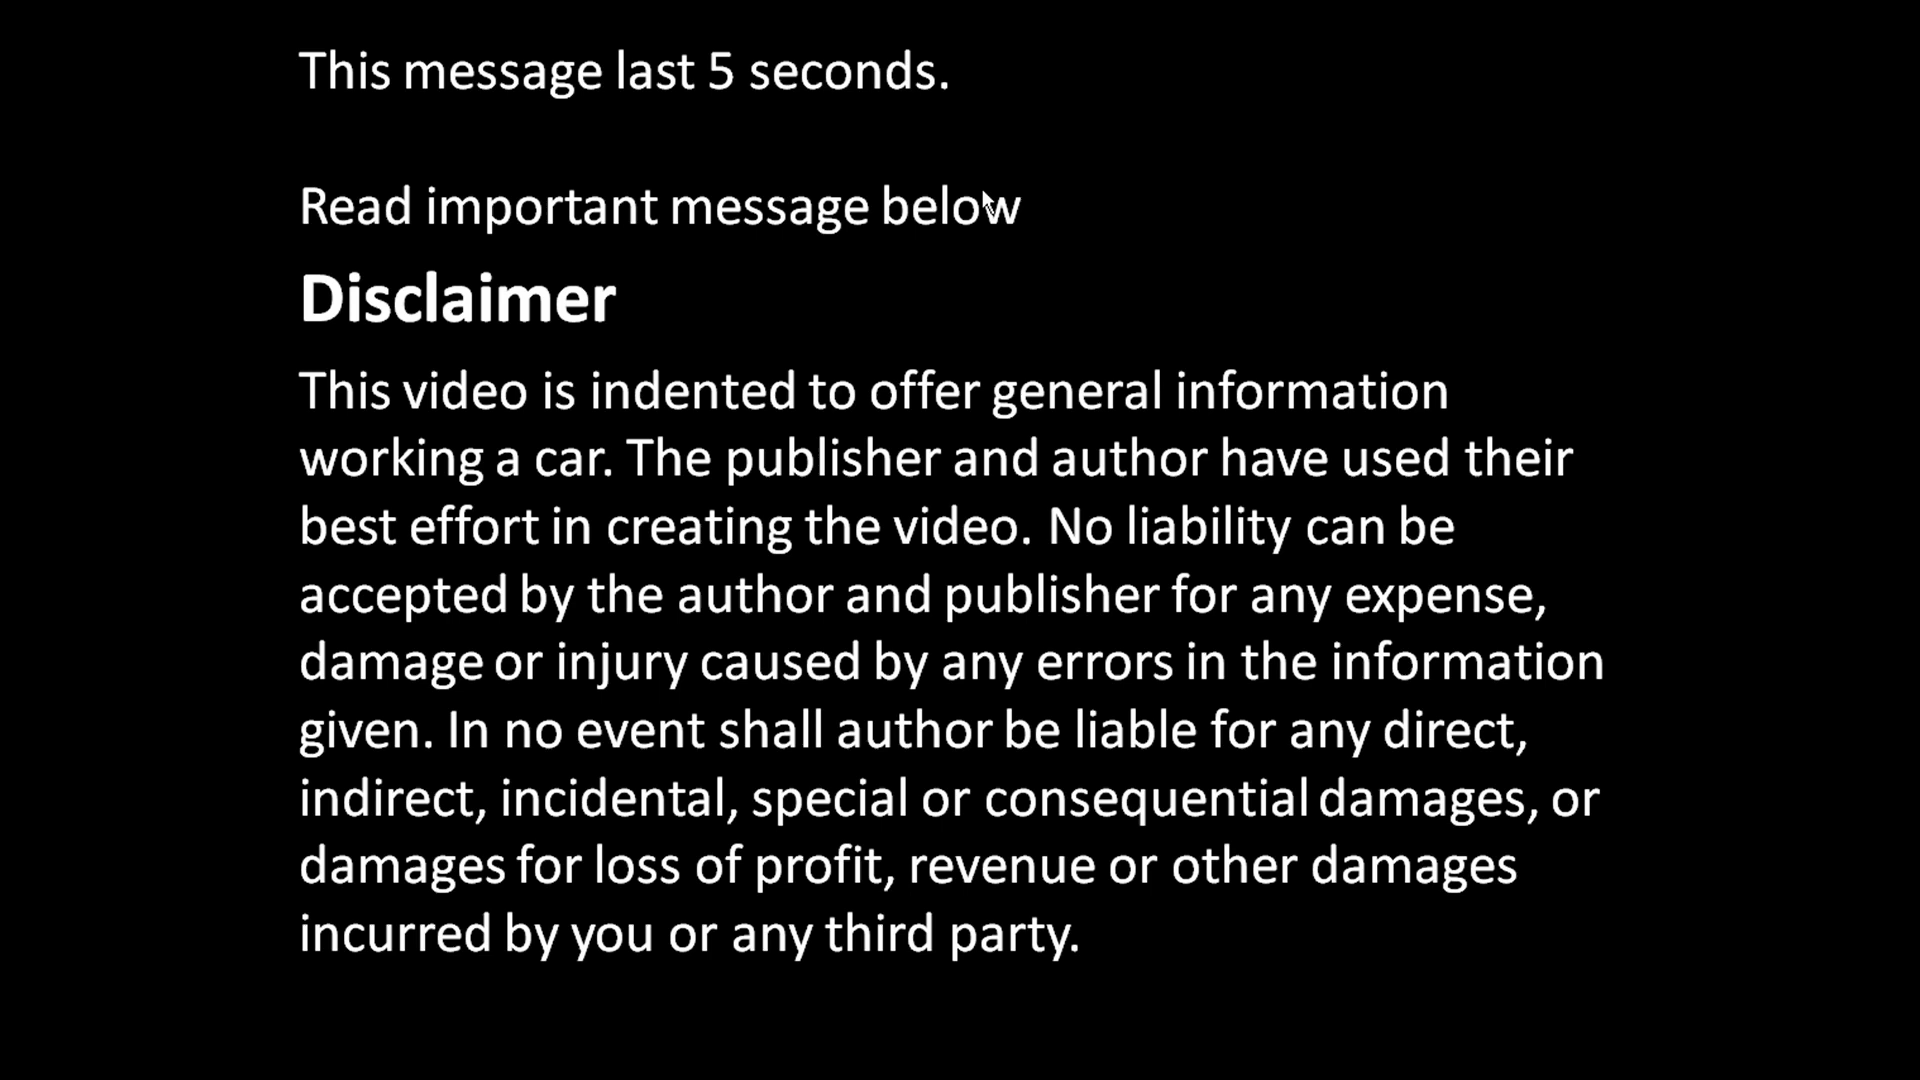 This message last 5 seconds.
Read important message below
Disclaimer
This video is indented to offer general information
working a car. The publisher and author have used their
best effort in creating the video. No liability can be
accepted by the author and publisher for any expense,
damage or injury caused by any errors in the information
given. In no event shall author be liable for any direct,
indirect, incidental, special or consequential damages, or
damages for loss of profit, revenue or other damages
incurred by you or any third party.